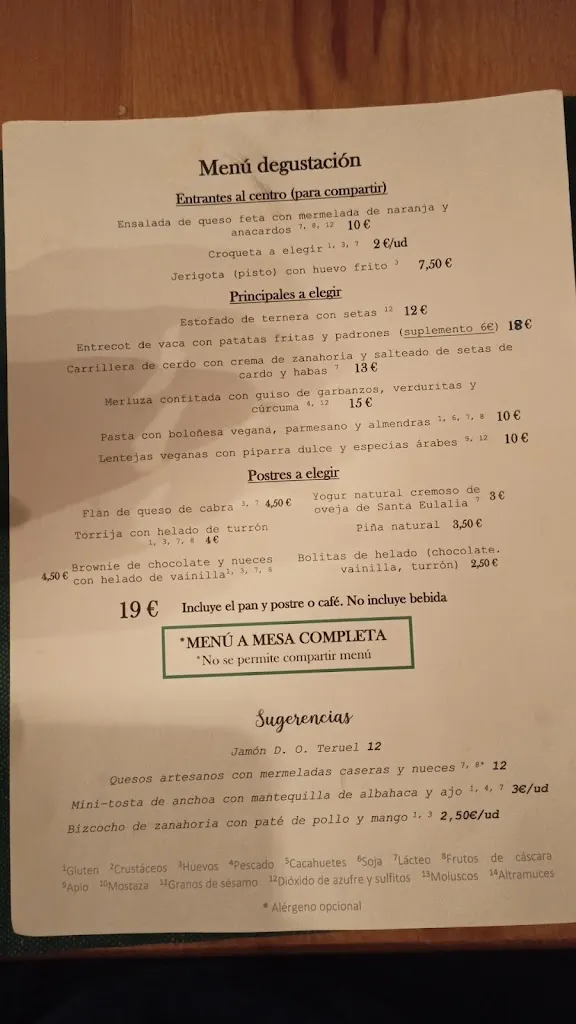 Menú degustación
Entrantes al centro (para compartir)
Ensalada de queso feta con mermelada de naranja y
anacardos 7, 8, 12 10 €
Croqueta a elegir 1, 3, 7 2 €/ud
Jerigota (pisto) con huevo frito 3 7,50 €
Principales a elegir
Estofado de ternera con setas 12 12 €
Entrecot de vaca con patatas fritas y padrones (suplemento 6€) 18 €
Carrillera de cerdo con crema de zanahoria y salteado de setas de
cardo y habas 7 13 €
Merluza confitada con guiso de garbanzos, verduritas y
cúrcuma 4, 12 15 €
Pasta con boloñesa vegana, parmesano y almendras 1, 6, 7, 8 10 €
Lentejas veganas con piparra dulce y especias árabes 9, 12 10 €
Postres a elegir
Flan de queso de cabra 3, 7 4,50 €
Yogur natural cremoso de
oveja de Santa Eulalia 7 3 €
Torrija con helado de turrón
1, 3, 7, 8 4 €
Piña natural 3,50 €
Brownie de chocolate y nueces
4,50 € con helado de vainilla 1, 3, 7, 8
Bolitas de helado (chocolate.
vainilla, turrón) 2,50 €
19 € Incluye el pan y postre o café. No incluye bebida
*MENÚ A MESA COMPLETA
*No se permite compartir menú
Sugerencias
Jamón D. O. Teruel 12
Quesos artesanos con mermeladas caseras y nueces 7, 8* 12
Mini-tosta de anchoa con mantequilla de albahaca y ajo 1, 4, 7 3€/ud
Bizcocho de zanahoria con paté de pollo y mango 1, 3 2,50€/ud
1Gluten 2Crustáceos 3Huevos 4Pescado 5Cacahuetes 6Soja 7Lácteo 8Frutos de cáscara
9Apio 10Mostaza 11Granos de sésamo 12Dióxido de azufre y sulfitos 13Moluscos 14Altramuces
* Alérgeno opcional